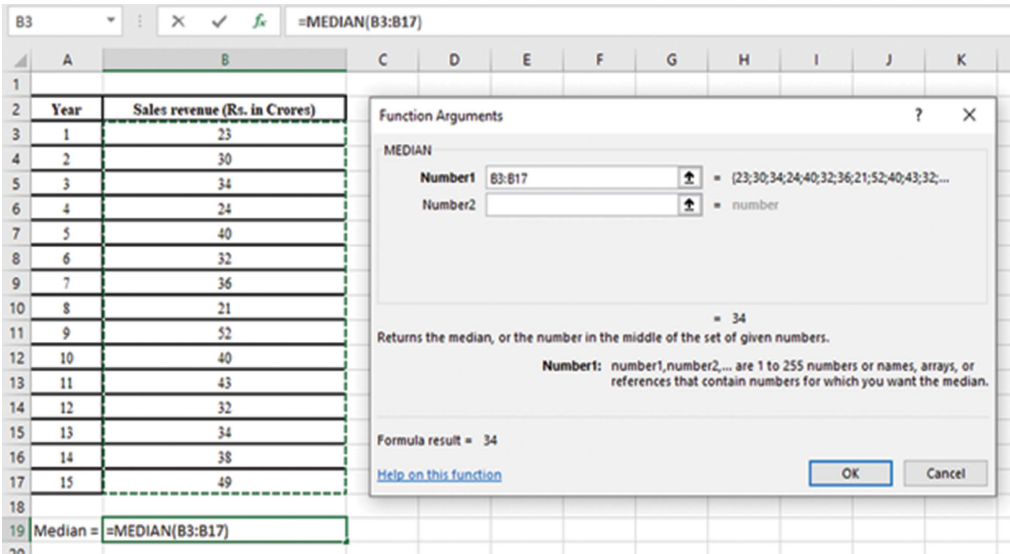 B3 =MEDIAN(B3:B17)
A B C D E F G H I J K
1
2 Year Sales revenue (Rs. in Crores)
3 1 23
4 2 30
5 3 34
6 4 24
7 5 40
8 6 32
9 7 36
10 8 21
11 9 52
12 10 40
13 11 43
14 12 32
15 13 34
16 14 38
17 15 49
18
19 Median = =MEDIAN(B3:B17)
20
Function Arguments ? ×
MEDIAN
Number1 B3:B17 = {23;30;34;24;40;32;36;21;52;40;43;32;...
Number2 = number
= 34
Returns the median, or the number in the middle of the set of given numbers.
Number1: number1,number2,... are 1 to 255 numbers or names, arrays, or
references that contain numbers for which you want the median.
Formula result = 34
Help on this function OK Cancel